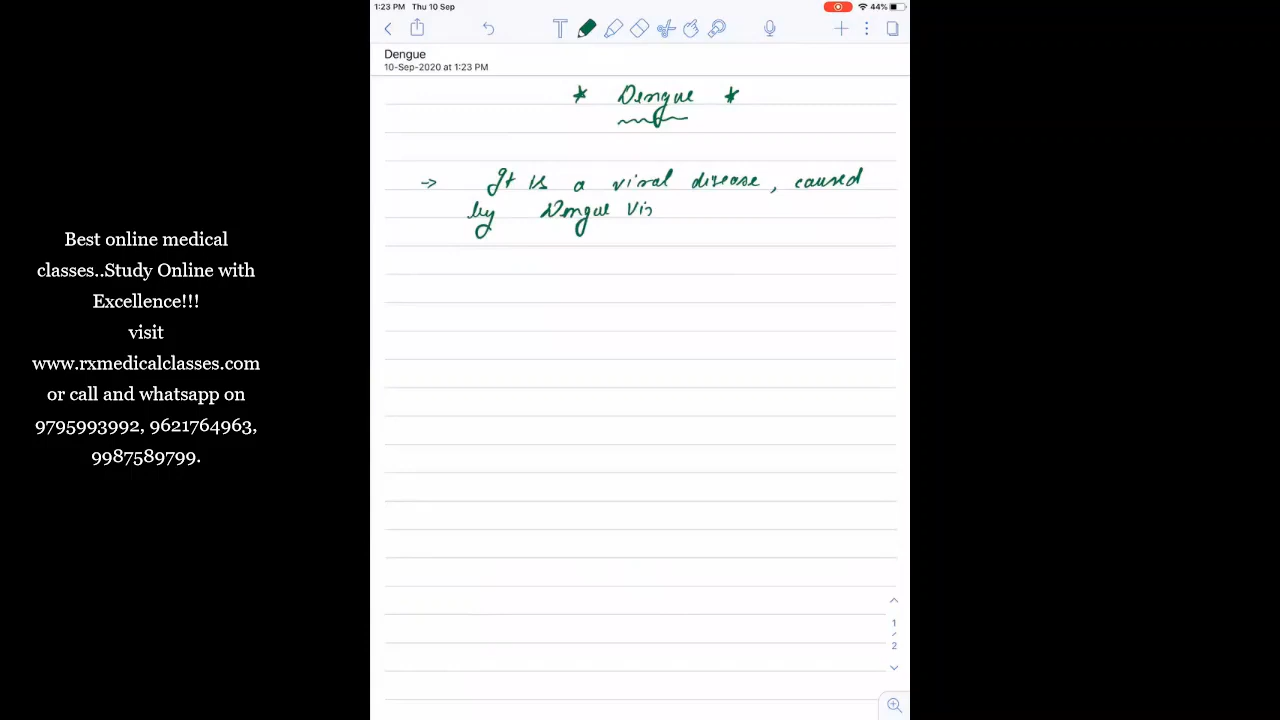 1:23 PM Thu 10 Sep
44%
Dengue
10-Sep-2020 at 1:23 PM
* Dengue *
→ It is a viral disease, caused
by Dengue Vi
Best online medical
classes..Study Online with
Excellence!!!
visit
www.rxmedicalclasses.com
or call and whatsapp on
9795993992, 9621764963,
9987589799.
1
/
2